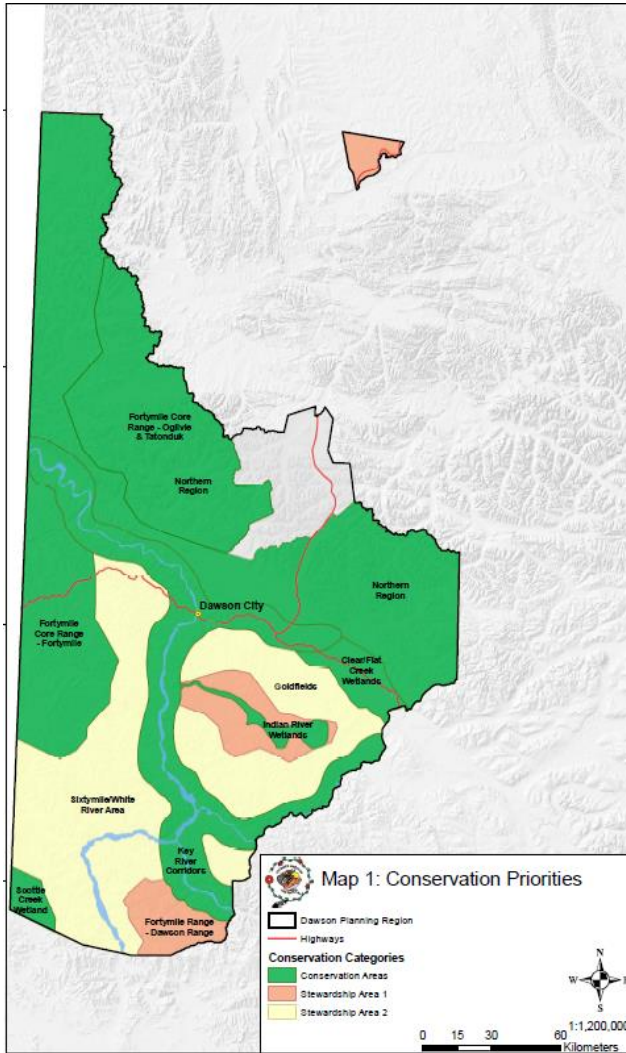 Fortymile Core
Range - Ogilvie
& Tatonduk
Northern
Region
Northern
Region
Dawson City
Fortymile
Core Range
- Fortymile
Clear/Flat
Creek
Wetlands
Goldfields
Indian River
Wetlands
Sixtymile/White
River Area
Key
River
Corridors
Scottie
Creek
Wetland
Fortymile Range
- Dawson Range
Map 1: Conservation Priorities
Dawson Planning Region
Highways
Conservation Categories
Conservation Areas
Stewardship Area 1
Stewardship Area 2
N
W E
S
1:1,200,000
0 15 30 60
Kilometers